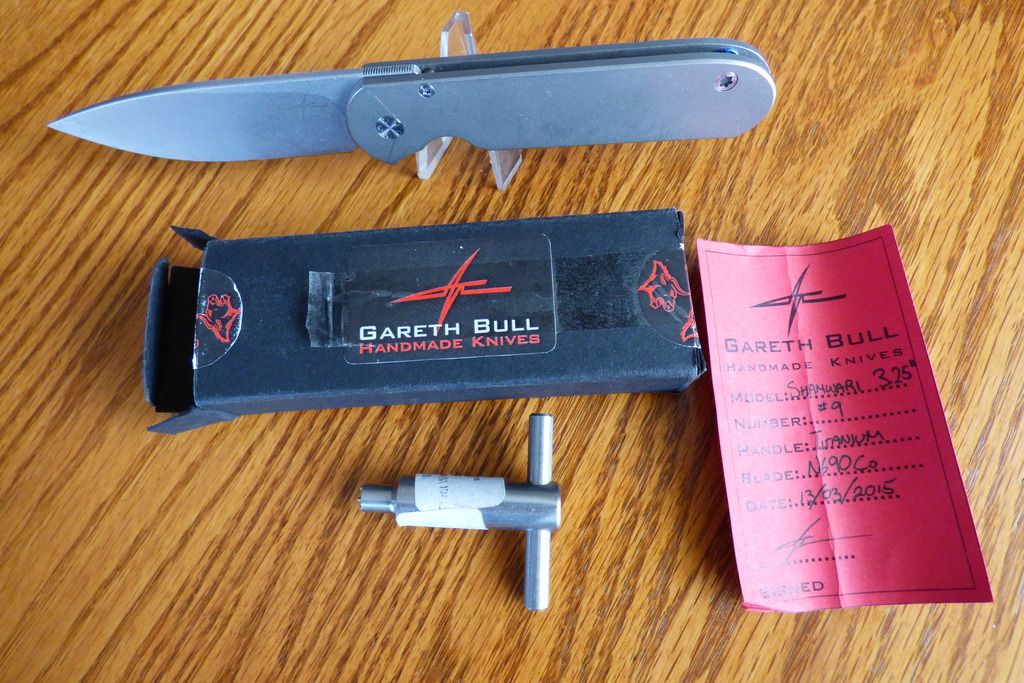 GARETH BULL
HANDMADE KNIVES
GARETH BULL
HANDMADE KNIVES
MODEL: SHAMWARI 3.25"
NUMBER: #9
HANDLE: TITANIUM
BLADE: N690Co
DATE: 13/03/2015
SIGNED